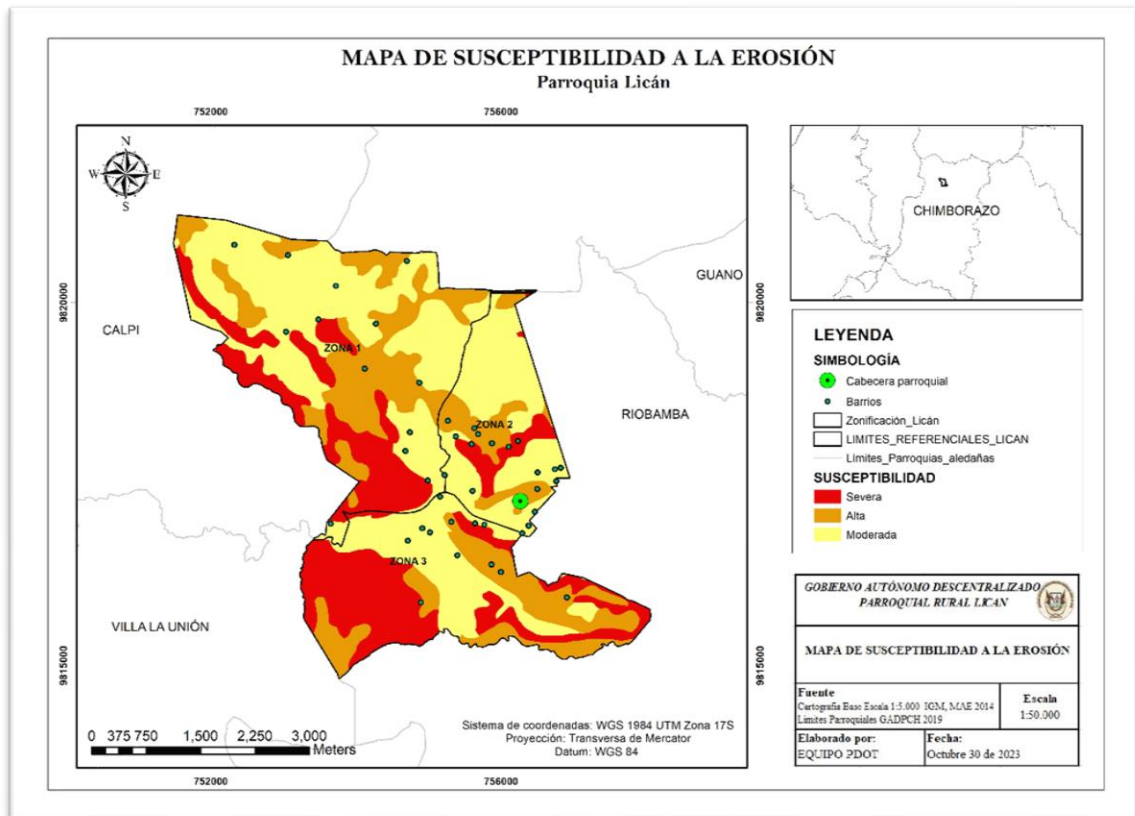 MAPA DE SUSCEPTIBILIDAD A LA EROSIÓN
Parroquia Licán
752000 756000
N
W E
S
9820000 9820000
CALPI
GUANO
RIOBAMBA
ZONA 1
ZONA 2
ZONA 3
VILLA LA UNIÓN
9815000 9815000
0 375 750 1,500 2,250 3,000
Meters
Sistema de coordenadas: WGS 1984 UTM Zona 17S
Proyección: Transversa de Mercator
Datum: WGS 84
752000 756000
CHIMBORAZO
LEYENDA
SIMBOLOGÍA
Cabecera parroquial
Barrios
Zonificación_Licán
LIMITES_REFERENCIALES_LICAN
Límites_Parroquias_aledañas
SUSCEPTIBILIDAD
Severa
Alta
Moderada
GOBIERNO AUTÓNOMO DESCENTRALIZADO
PARROQUIAL RURAL LICAN
MAPA DE SUSCEPTIBILIDAD A LA EROSIÓN
Fuente
Cartografía Base Escala 1:5.000 IGM, MAE 2014
Limites Parroquiales GADPCH 2019
Escala
1:50.000
Elaborado por:
EQUIPO PDOT
Fecha:
Octubre 30 de 2023